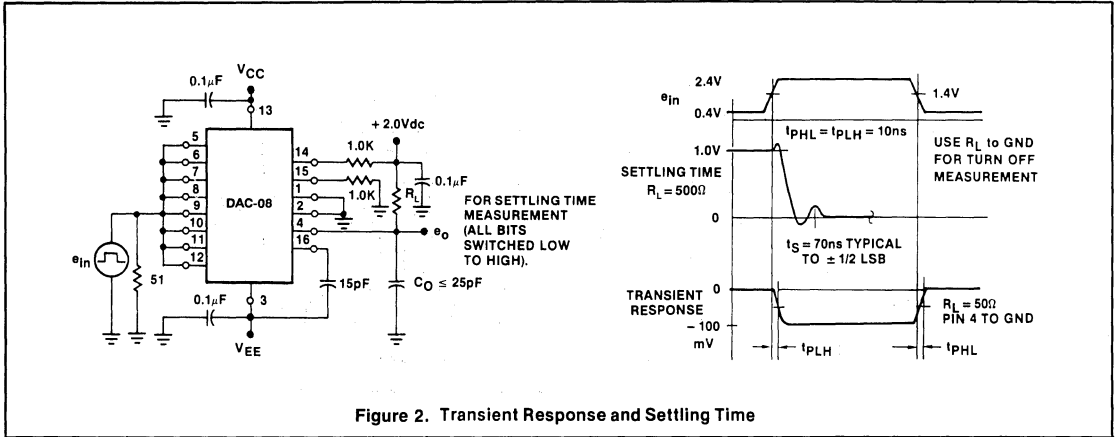 VCC
0.1µF
13
+ 2.0Vdc
5
6
7
8
9
10
11
12
DAC-08
14
15
1
2
4
16
3
1.0K
1.0K
RL
0.1µF
FOR SETTLING TIME
MEASUREMENT
(ALL BITS
SWITCHED LOW
TO HIGH).
eo
ein
51
0.1µF
15pF
CO ≤ 25pF
VEE
2.4V
ein
0.4V
1.4V
tPHL = tPLH = 10ns
USE RL to GND
FOR TURN OFF
MEASUREMENT
1.0V
SETTLING TIME
RL = 500Ω
0
tS = 70ns TYPICAL
TO ± 1/2 LSB
TRANSIENT
RESPONSE
0
– 100
mV
RL = 50Ω
PIN 4 TO GND
tPLH
tPHL
Figure 2. Transient Response and Settling Time